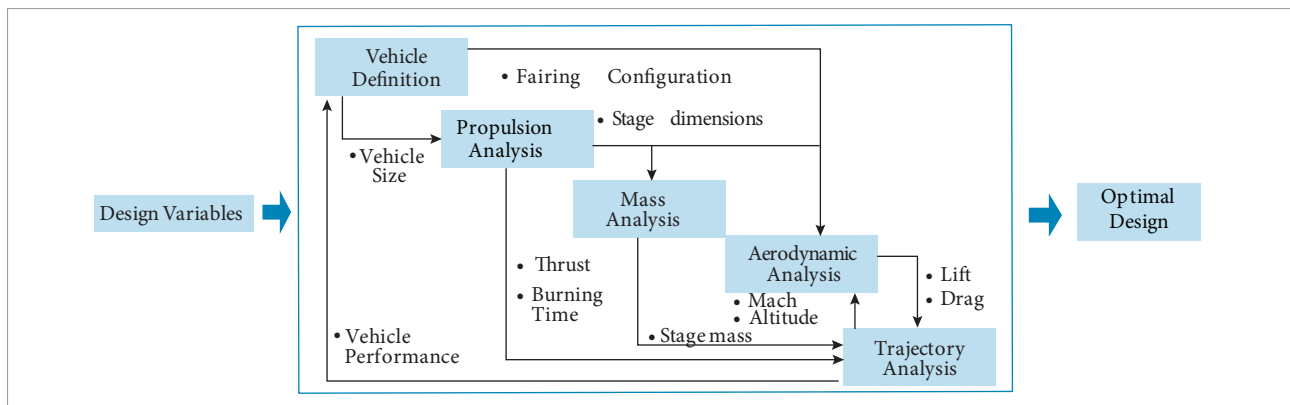 Vehicle
Definition
• Fairing Configuration
Propulsion
Analysis
• Stage dimensions
• Vehicle
Size
Design Variables
Mass
Analysis
Optimal
Design
Aerodynamic
Analysis
• Thrust
• Burning
Time
• Lift
• Drag
• Mach
• Altitude
• Vehicle
Performance
• Stage mass
Trajectory
Analysis